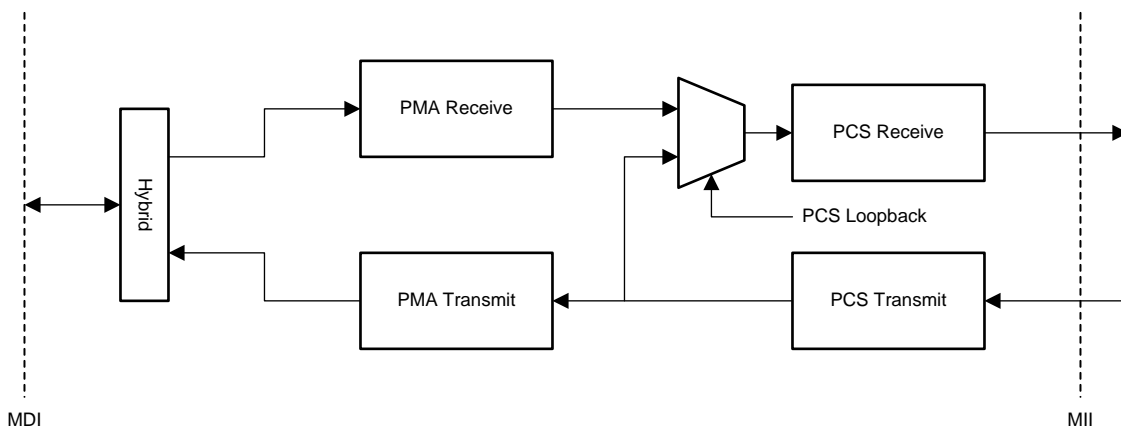 PMA Receive
PCS Receive
Hybrid
PCS Loopback
PMA Transmit
PCS Transmit
MDI
MII